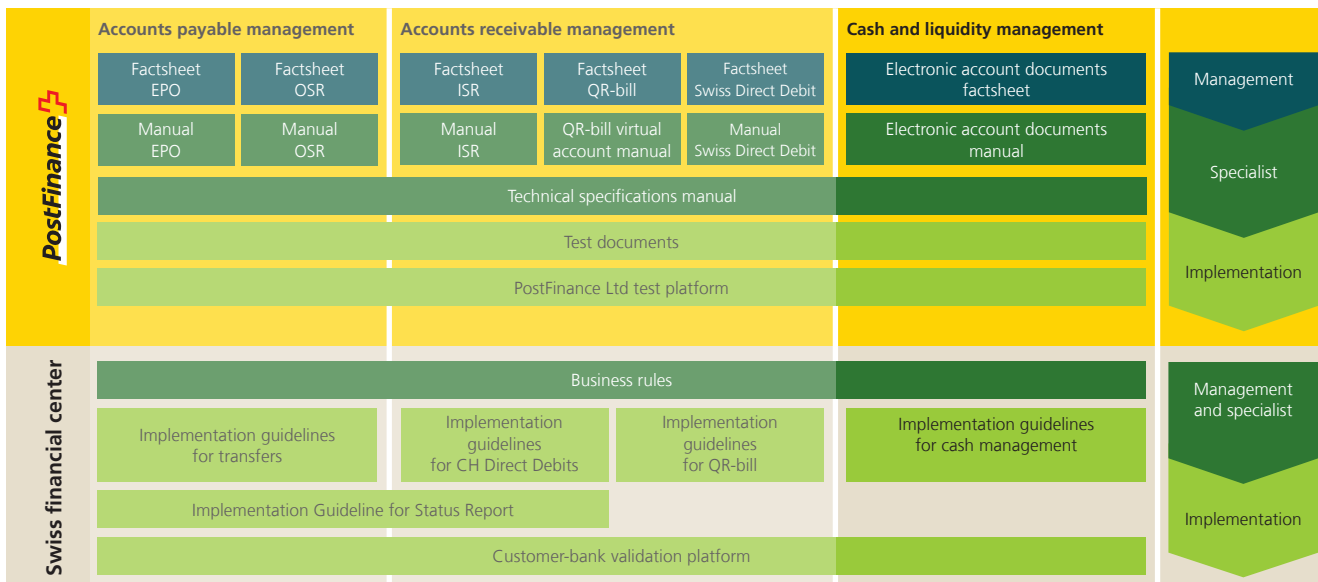 PostFinance
Accounts payable management
Accounts receivable management
Cash and liquidity management
Factsheet
EPO
Factsheet
OSR
Factsheet
ISR
Factsheet
QR-bill
Factsheet
Swiss Direct Debit
Electronic account documents
factsheet
Management
Manual
EPO
Manual
OSR
Manual
ISR
QR-bill virtual
account manual
Manual
Swiss Direct Debit
Electronic account documents
manual
Specialist
Technical specifications manual
Test documents
PostFinance Ltd test platform
Implementation
Swiss financial center
Business rules
Management
and specialist
Implementation guidelines
for transfers
Implementation
guidelines
for CH Direct Debits
Implementation
guidelines
for QR-bill
Implementation guidelines
for cash management
Implementation Guideline for Status Report
Implementation
Customer-bank validation platform